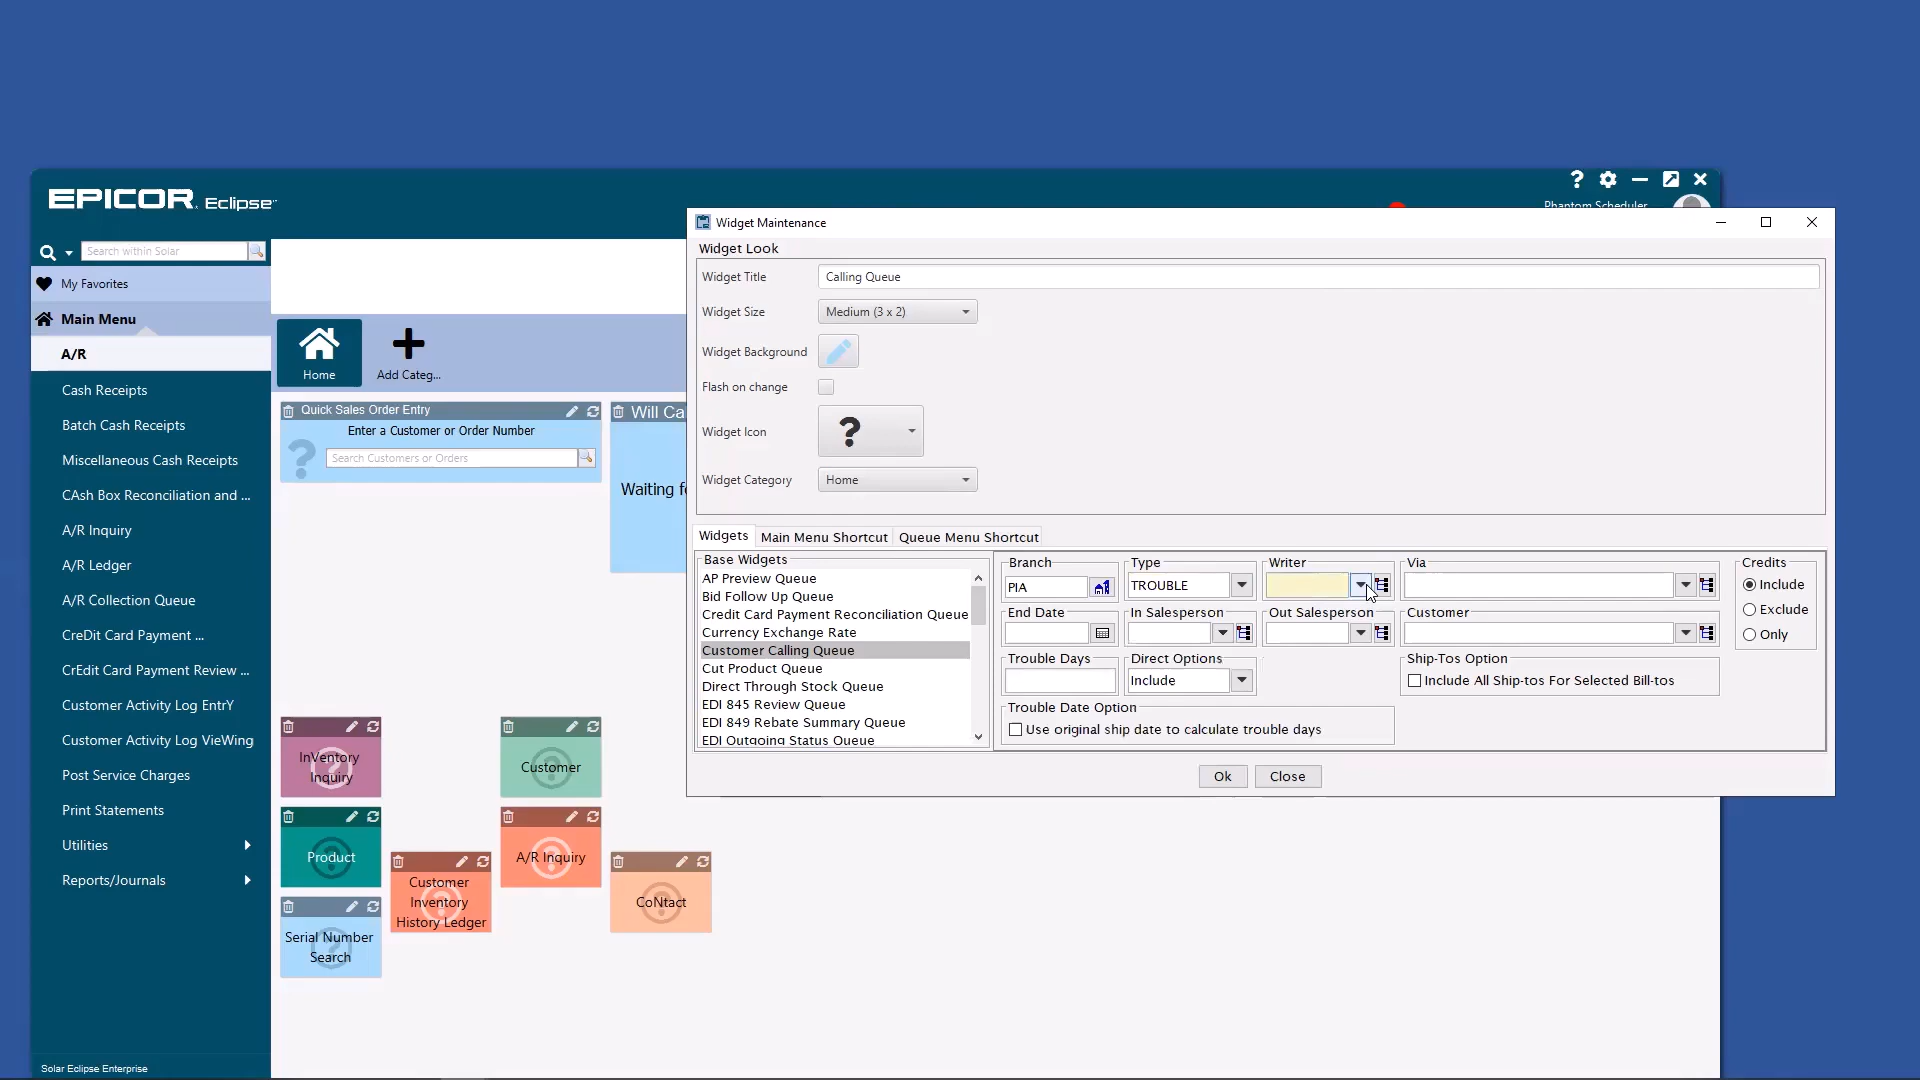 EPICOR Eclipse
Phantom Scheduler
Search within Solar
My Favorites
Main Menu
A/R
Cash Receipts
Batch Cash Receipts
Miscellaneous Cash Receipts
CAsh Box Reconciliation and ...
A/R Inquiry
A/R Ledger
A/R Collection Queue
CreDit Card Payment ...
CrEdit Card Payment Review ...
Customer Activity Log EntrY
Customer Activity Log VieWing
Post Service Charges
Print Statements
Utilities
Reports/Journals
Solar Eclipse Enterprise
Home
Add Categ...
Quick Sales Order Entry
Enter a Customer or Order Number
Search Customers or Orders
Will Ca
Waiting fo
InVentory
Inquiry
Customer
Product
A/R Inquiry
Customer
Inventory
History Ledger
CoNtact
Serial Number
Search
Widget Maintenance
Widget Look
Widget Title
Calling Queue
Widget Size
Medium (3 x 2)
Widget Background
Flash on change
Widget Icon
Widget Category
Home
Widgets
Main Menu Shortcut
Queue Menu Shortcut
Base Widgets
AP Preview Queue
Bid Follow Up Queue
Credit Card Payment Reconciliation Queue
Currency Exchange Rate
Customer Calling Queue
Cut Product Queue
Direct Through Stock Queue
EDI 845 Review Queue
EDI 849 Rebate Summary Queue
EDI Outgoing Status Queue
Branch
PIA
Type
TROUBLE
Writer
Via
Credits
Include
Exclude
Only
End Date
In Salesperson
Out Salesperson
Customer
Trouble Days
Direct Options
Include
Ship-Tos Option
Include All Ship-tos For Selected Bill-tos
Trouble Date Option
Use original ship date to calculate trouble days
Ok
Close